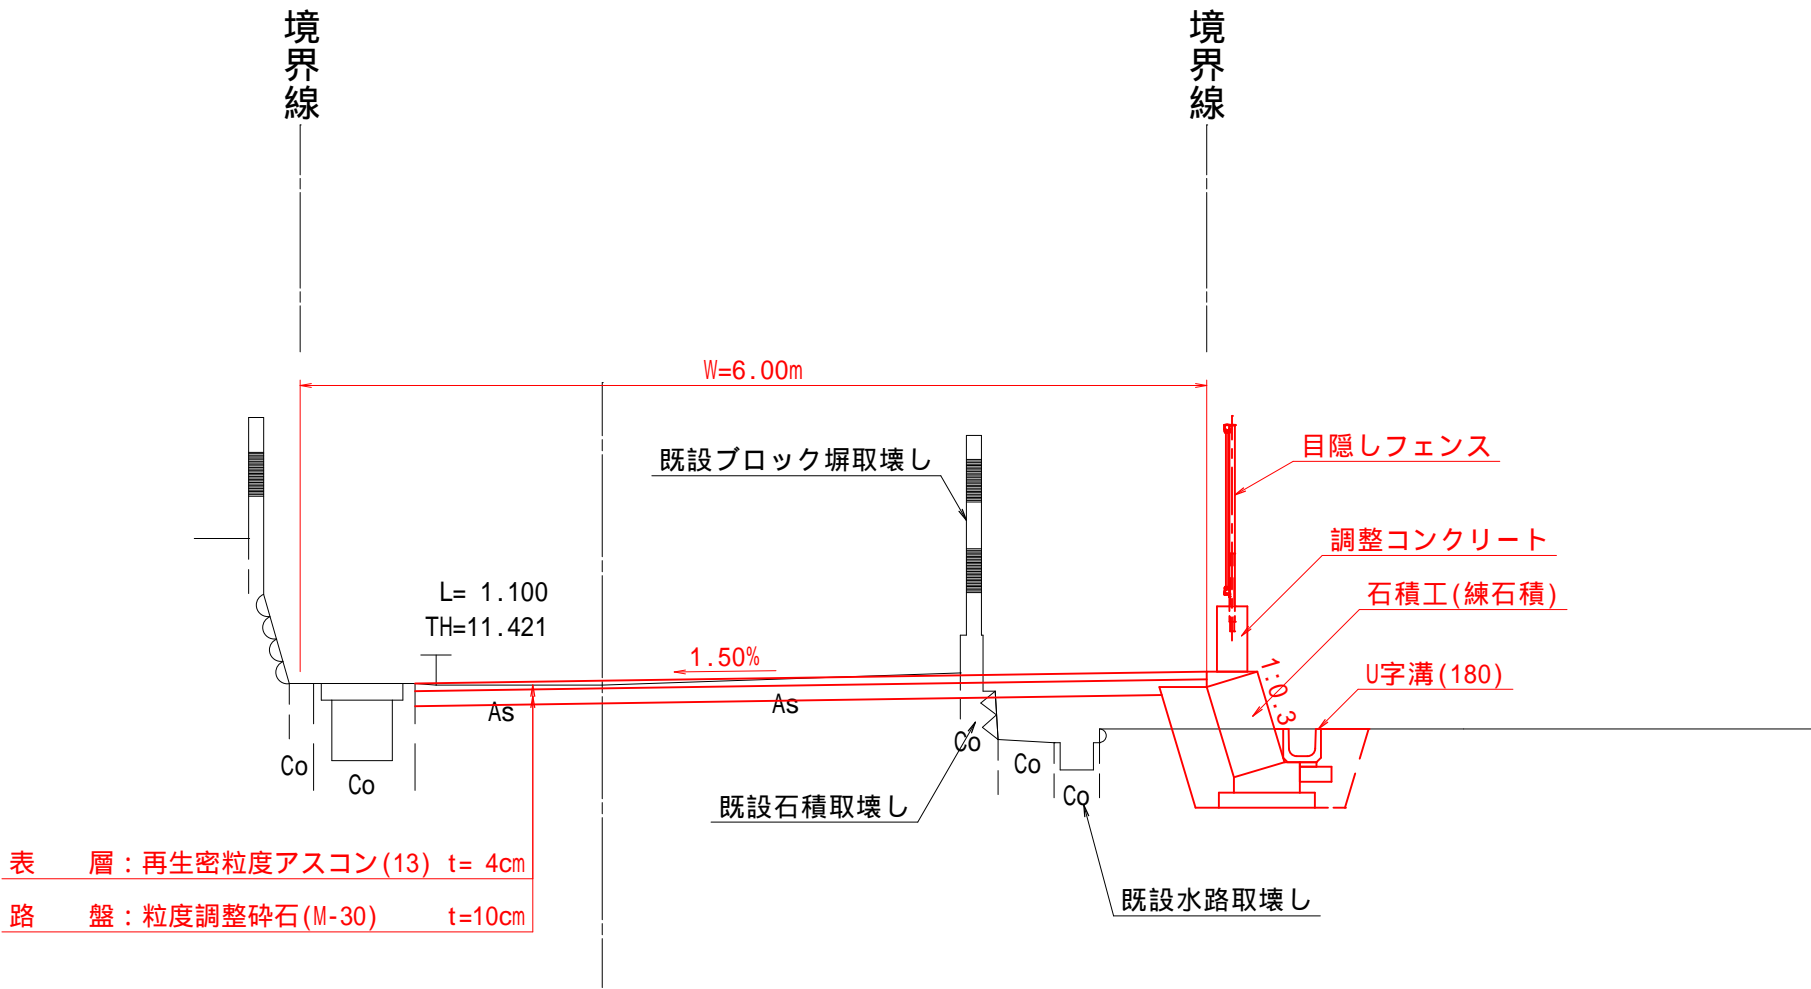 境界線
境界線
W=6.00m
既設ブロック塀取壊し
目隠しフェンス
調整コンクリート
石積工(練石積)
L= 1.100
TH=11.421
1.50%
1:0.3
U字溝(180)
As
As
Co
Co
Co
Co
Co
既設石積取壊し
表　　層：再生密粒度アスコン(13) t= 4cm
路　　盤：粒度調整砕石(M-30)　　t=10cm
既設水路取壊し